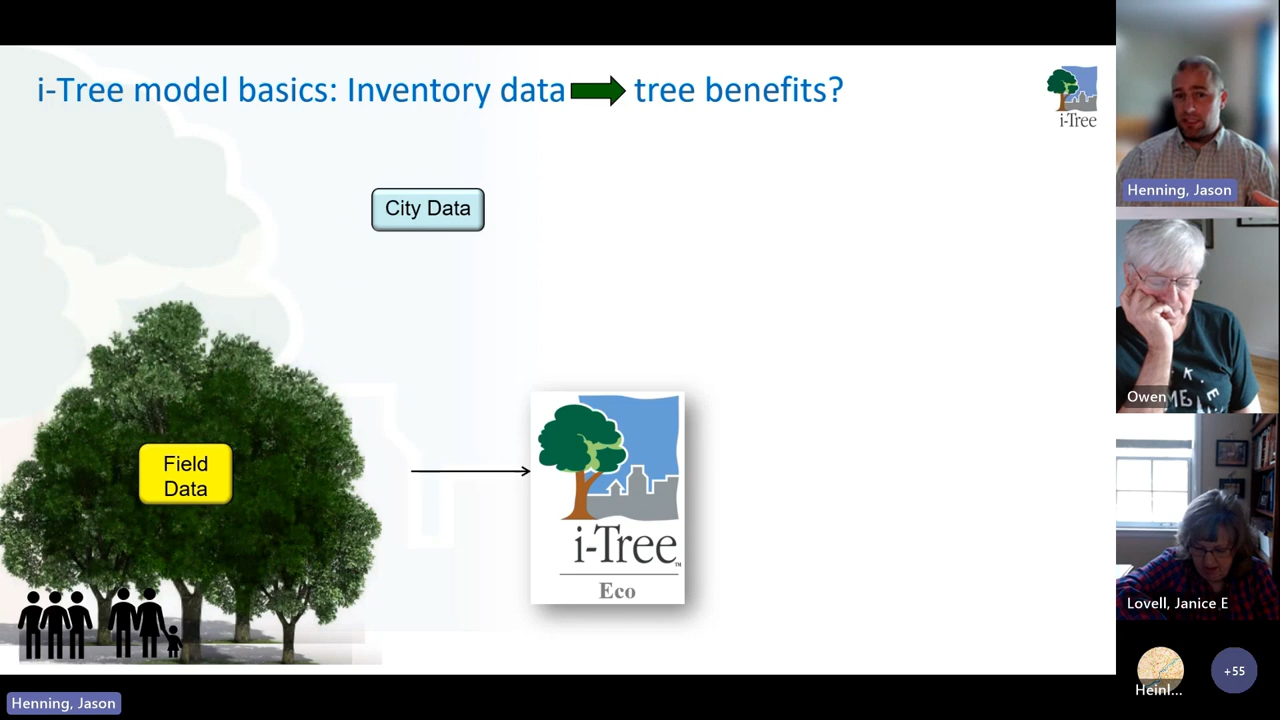 i-Tree model basics: Inventory data tree benefits?
i-Tree
City Data
Field
Data
i-Tree™
Eco
Henning, Jason
Henning, Jason
Owen
Lovell, Janice E
Heinl...
+55